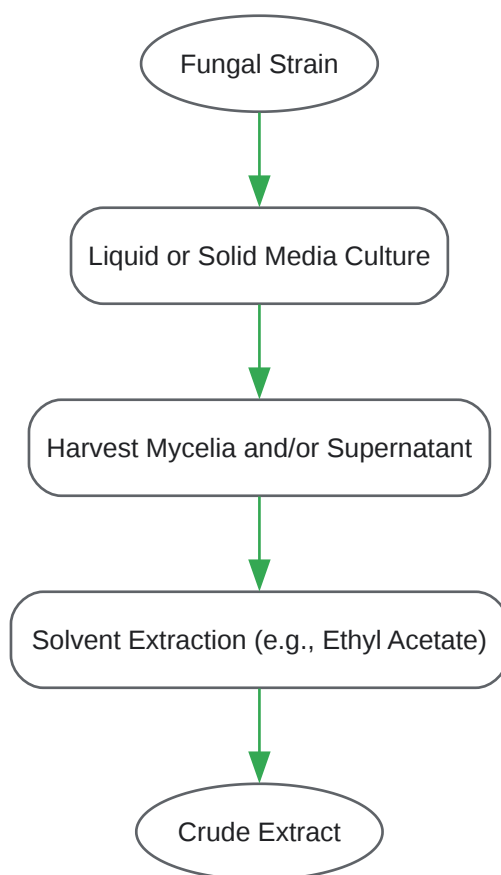 Fungal Strain
Liquid or Solid Media Culture
Harvest Mycelia and/or Supernatant
Solvent Extraction (e.g., Ethyl Acetate)
Crude Extract